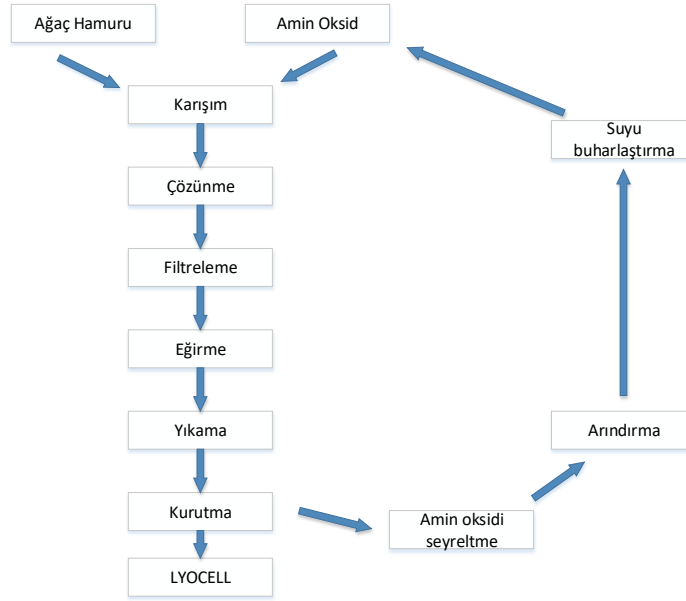 Ağaç Hamuru
Amin Oksid
Karışım
Suyu
buharlaştırma
Çözünme
Filtreleme
Eğirme
Yıkama
Arındırma
Kurutma
Amin oksidi
seyreltme
LYOCELL